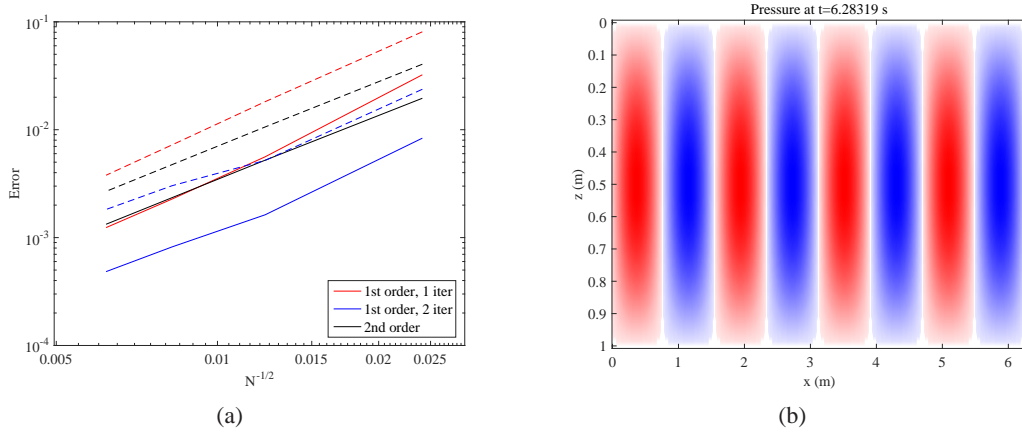 Pressure at t=6.28319 s
10^-1
10^-2
10^-3
10^-4
Error
0.005
0.01
0.015
0.02
0.025
N^-1/2
1st order, 1 iter
1st order, 2 iter
2nd order
(a)
0
0.1
0.2
0.3
0.4
0.5
0.6
0.7
0.8
0.9
1
z (m)
0 1 2 3 4 5 6
x (m)
(b)